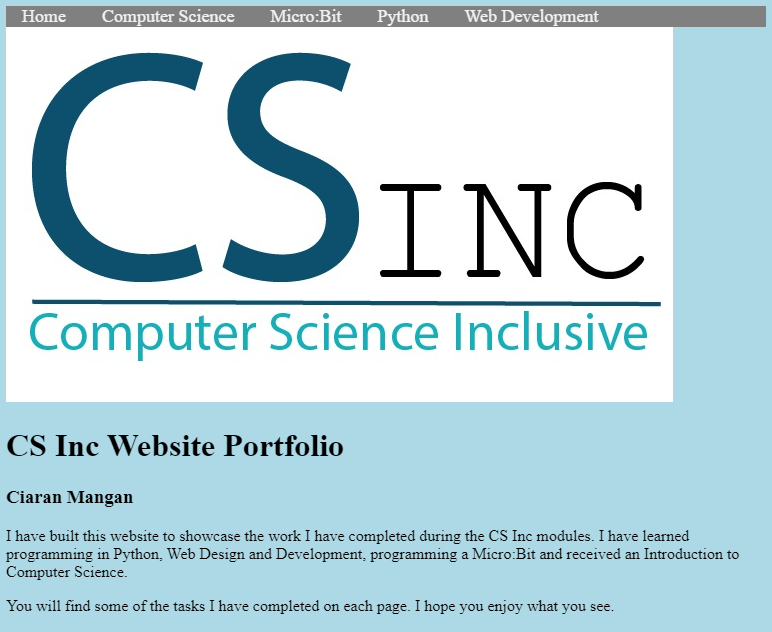 Home Computer Science Micro:Bit Python Web Development
CS INC
Computer Science Inclusive
CS Inc Website Portfolio
Ciaran Mangan
I have built this website to showcase the work I have completed during the CS Inc modules. I have learned
programming in Python, Web Design and Development, programming a Micro:Bit and received an Introduction to
Computer Science.
You will find some of the tasks I have completed on each page. I hope you enjoy what you see.